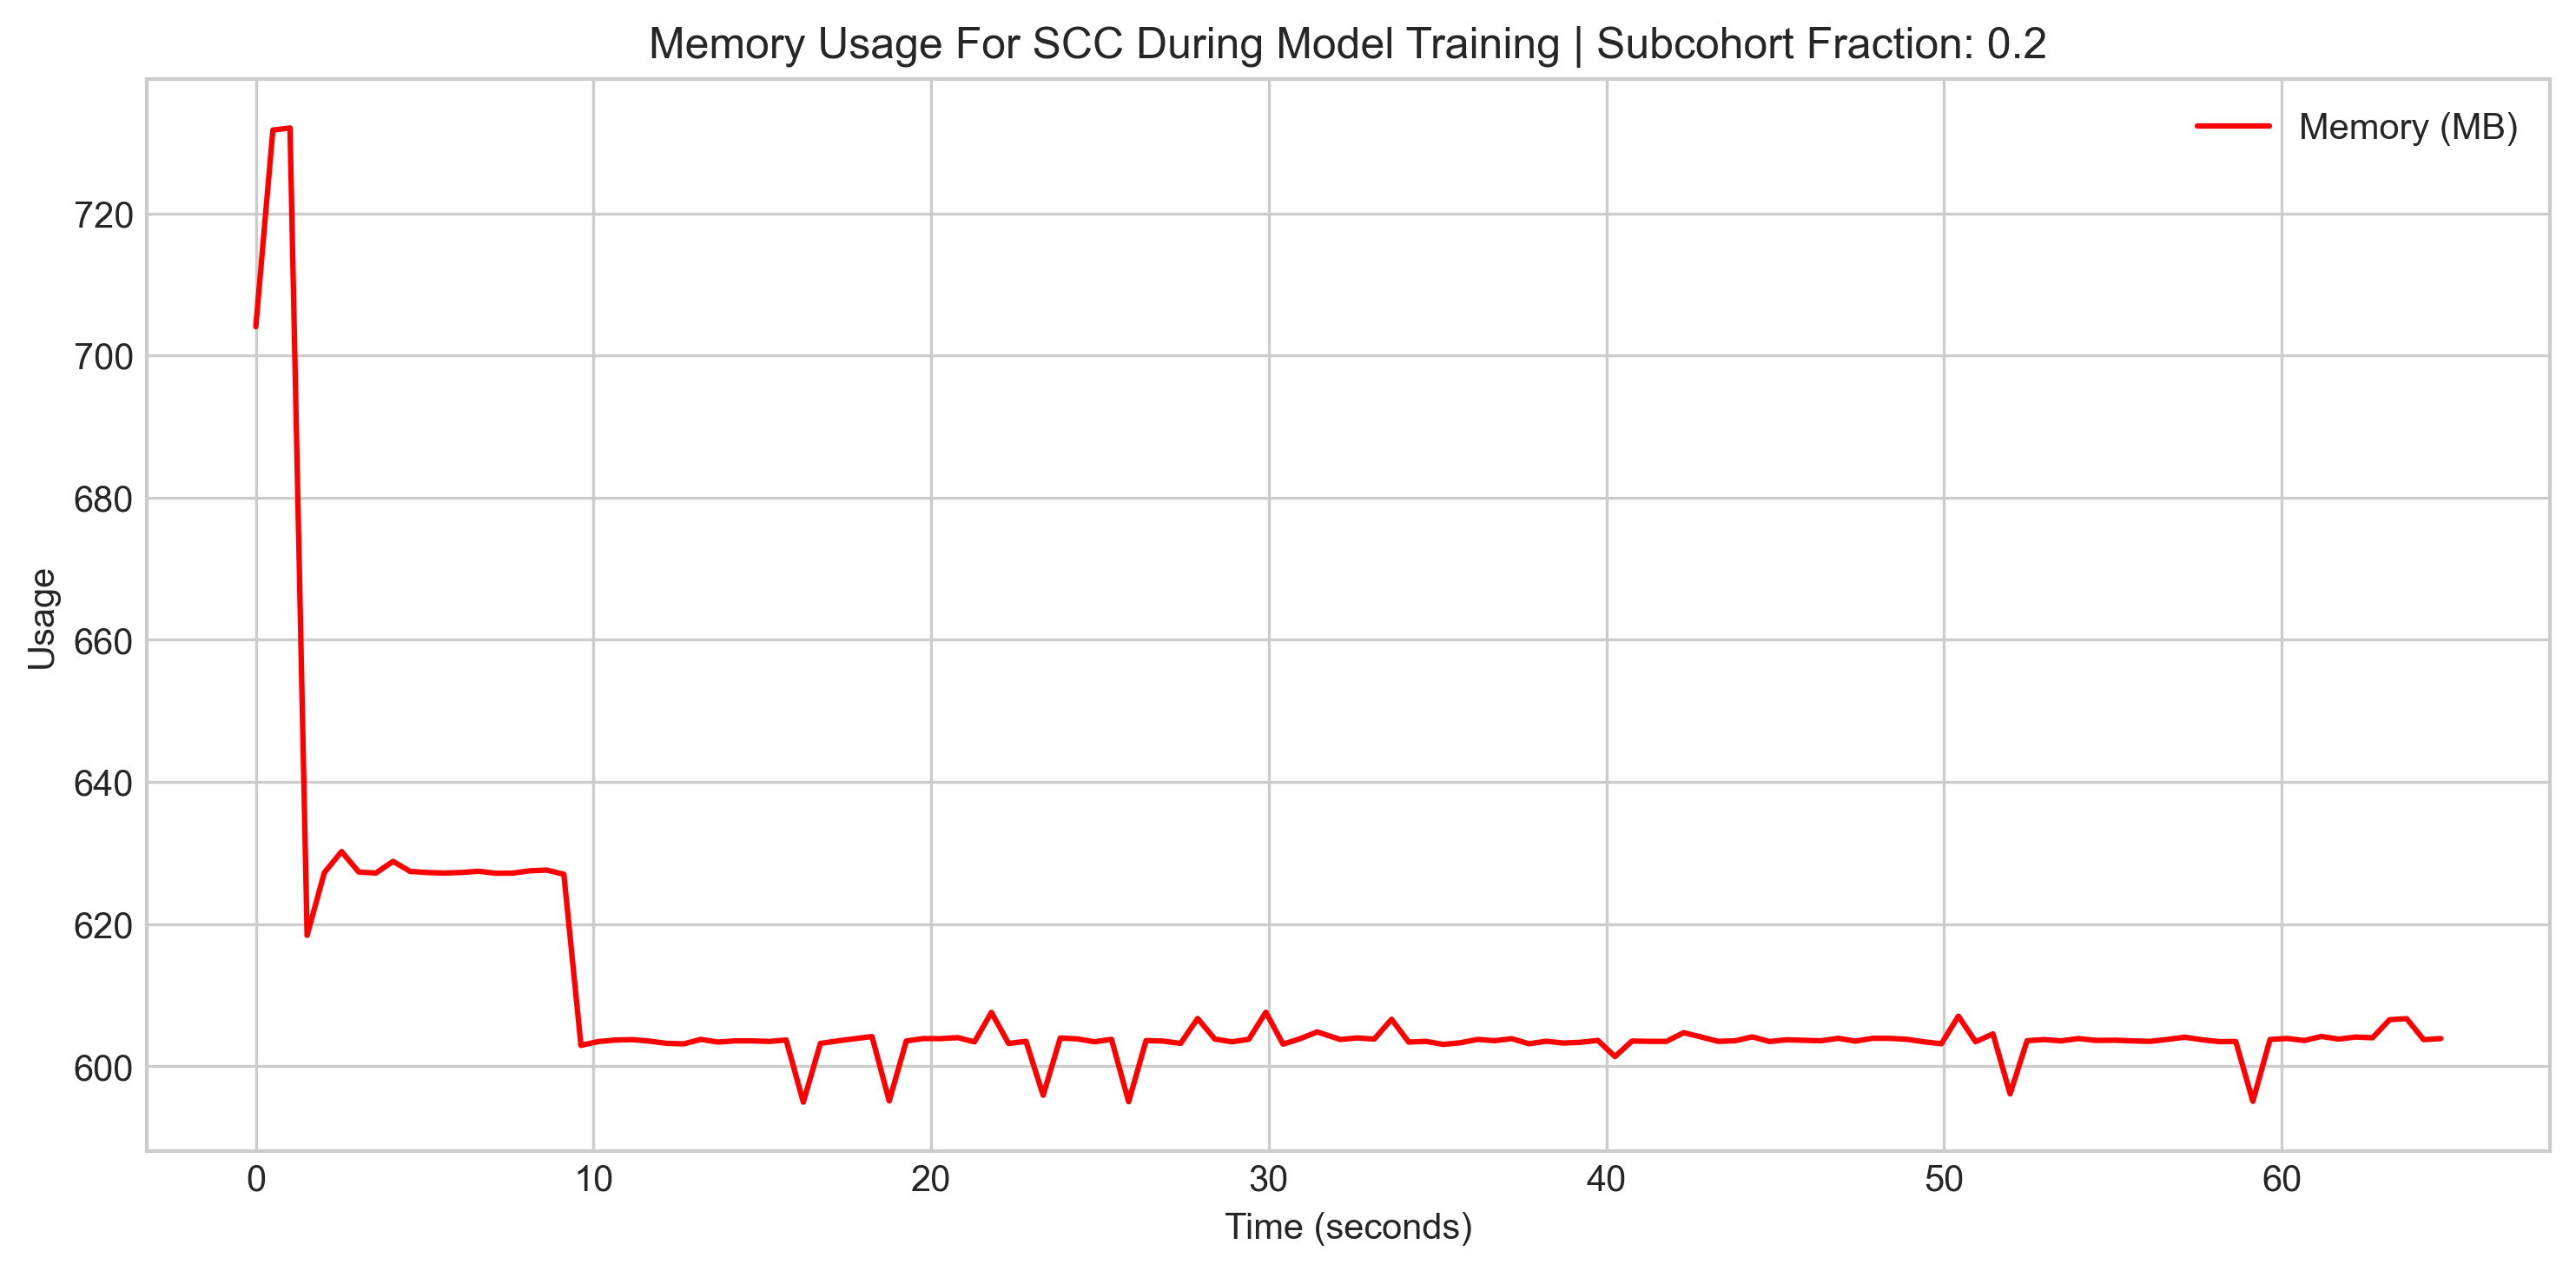 Memory Usage For SCC During Model Training | Subcohort Fraction: 0.2
Memory (MB)
720
700
680
660
640
620
600
Usage
0 10 20 30 40 50 60
Time (seconds)